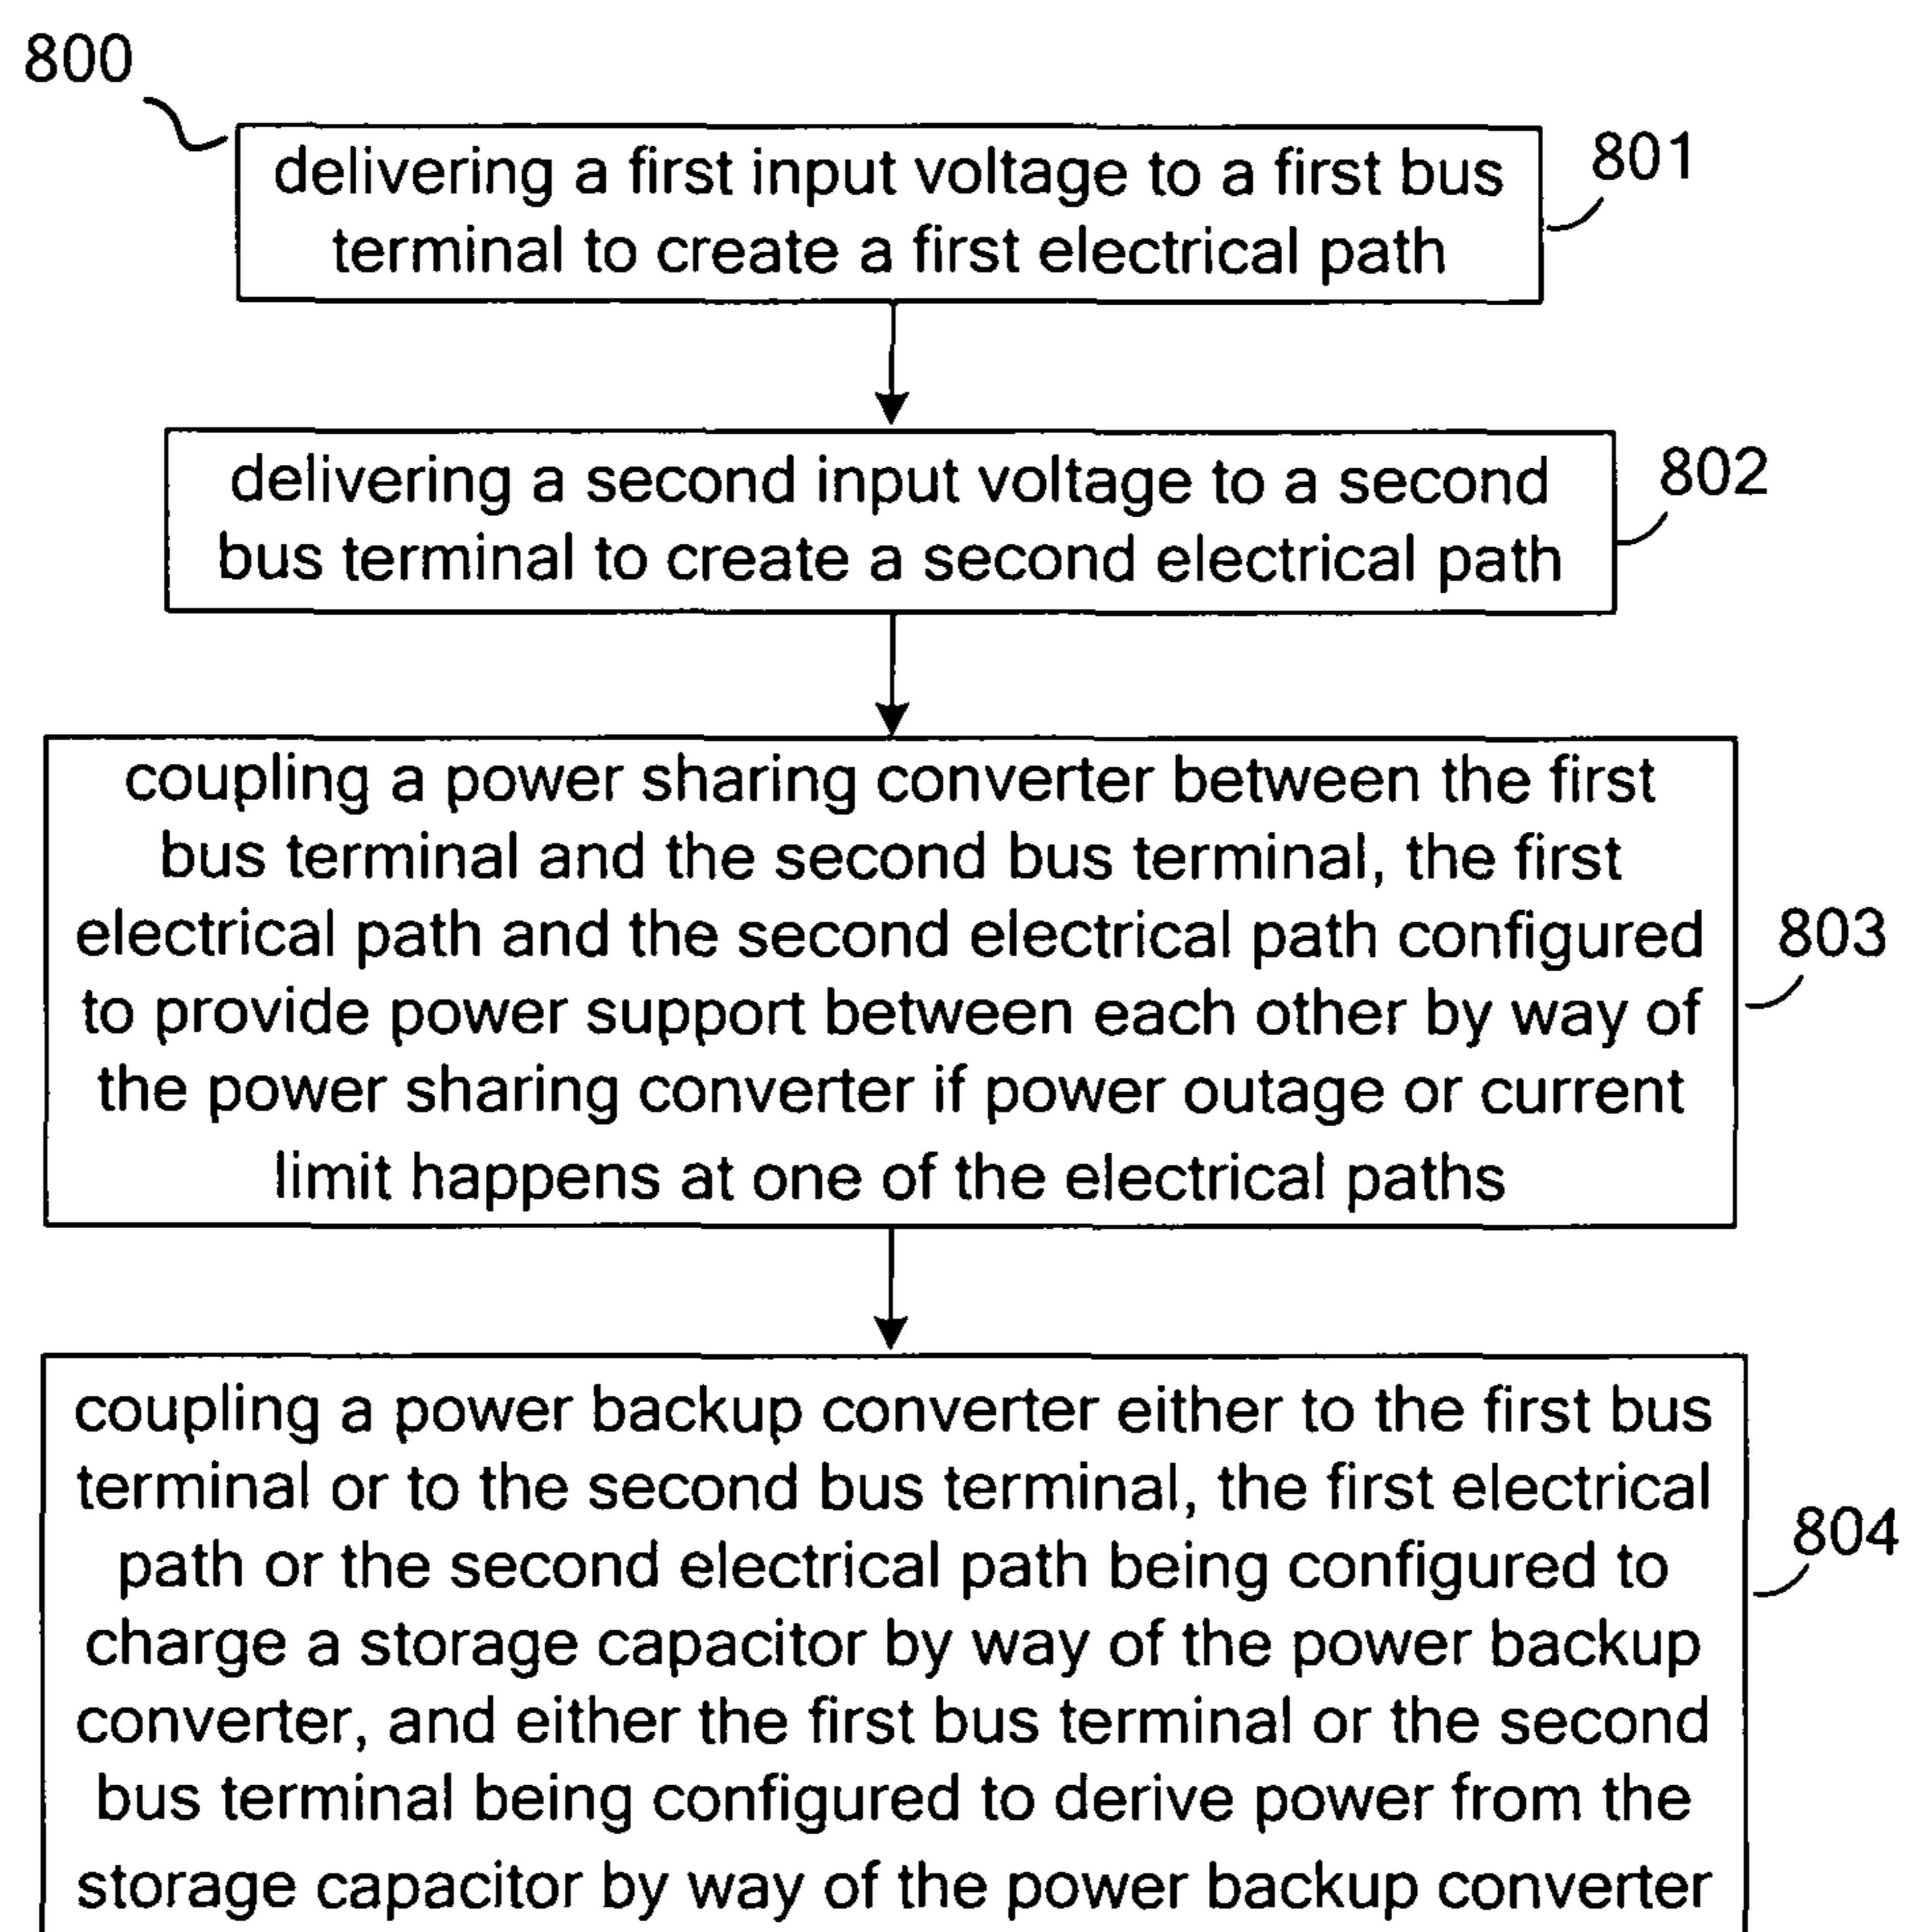 800
delivering a first input voltage to a first bus
terminal to create a first electrical path
801
delivering a second input voltage to a second
bus terminal to create a second electrical path
802
coupling a power sharing converter between the first
bus terminal and the second bus terminal, the first
electrical path and the second electrical path configured
to provide power support between each other by way of
the power sharing converter if power outage or current
limit happens at one of the electrical paths
803
coupling a power backup converter either to the first bus
terminal or to the second bus terminal, the first electrical
path or the second electrical path being configured to
charge a storage capacitor by way of the power backup
converter, and either the first bus terminal or the second
bus terminal being configured to derive power from the
storage capacitor by way of the power backup converter
804